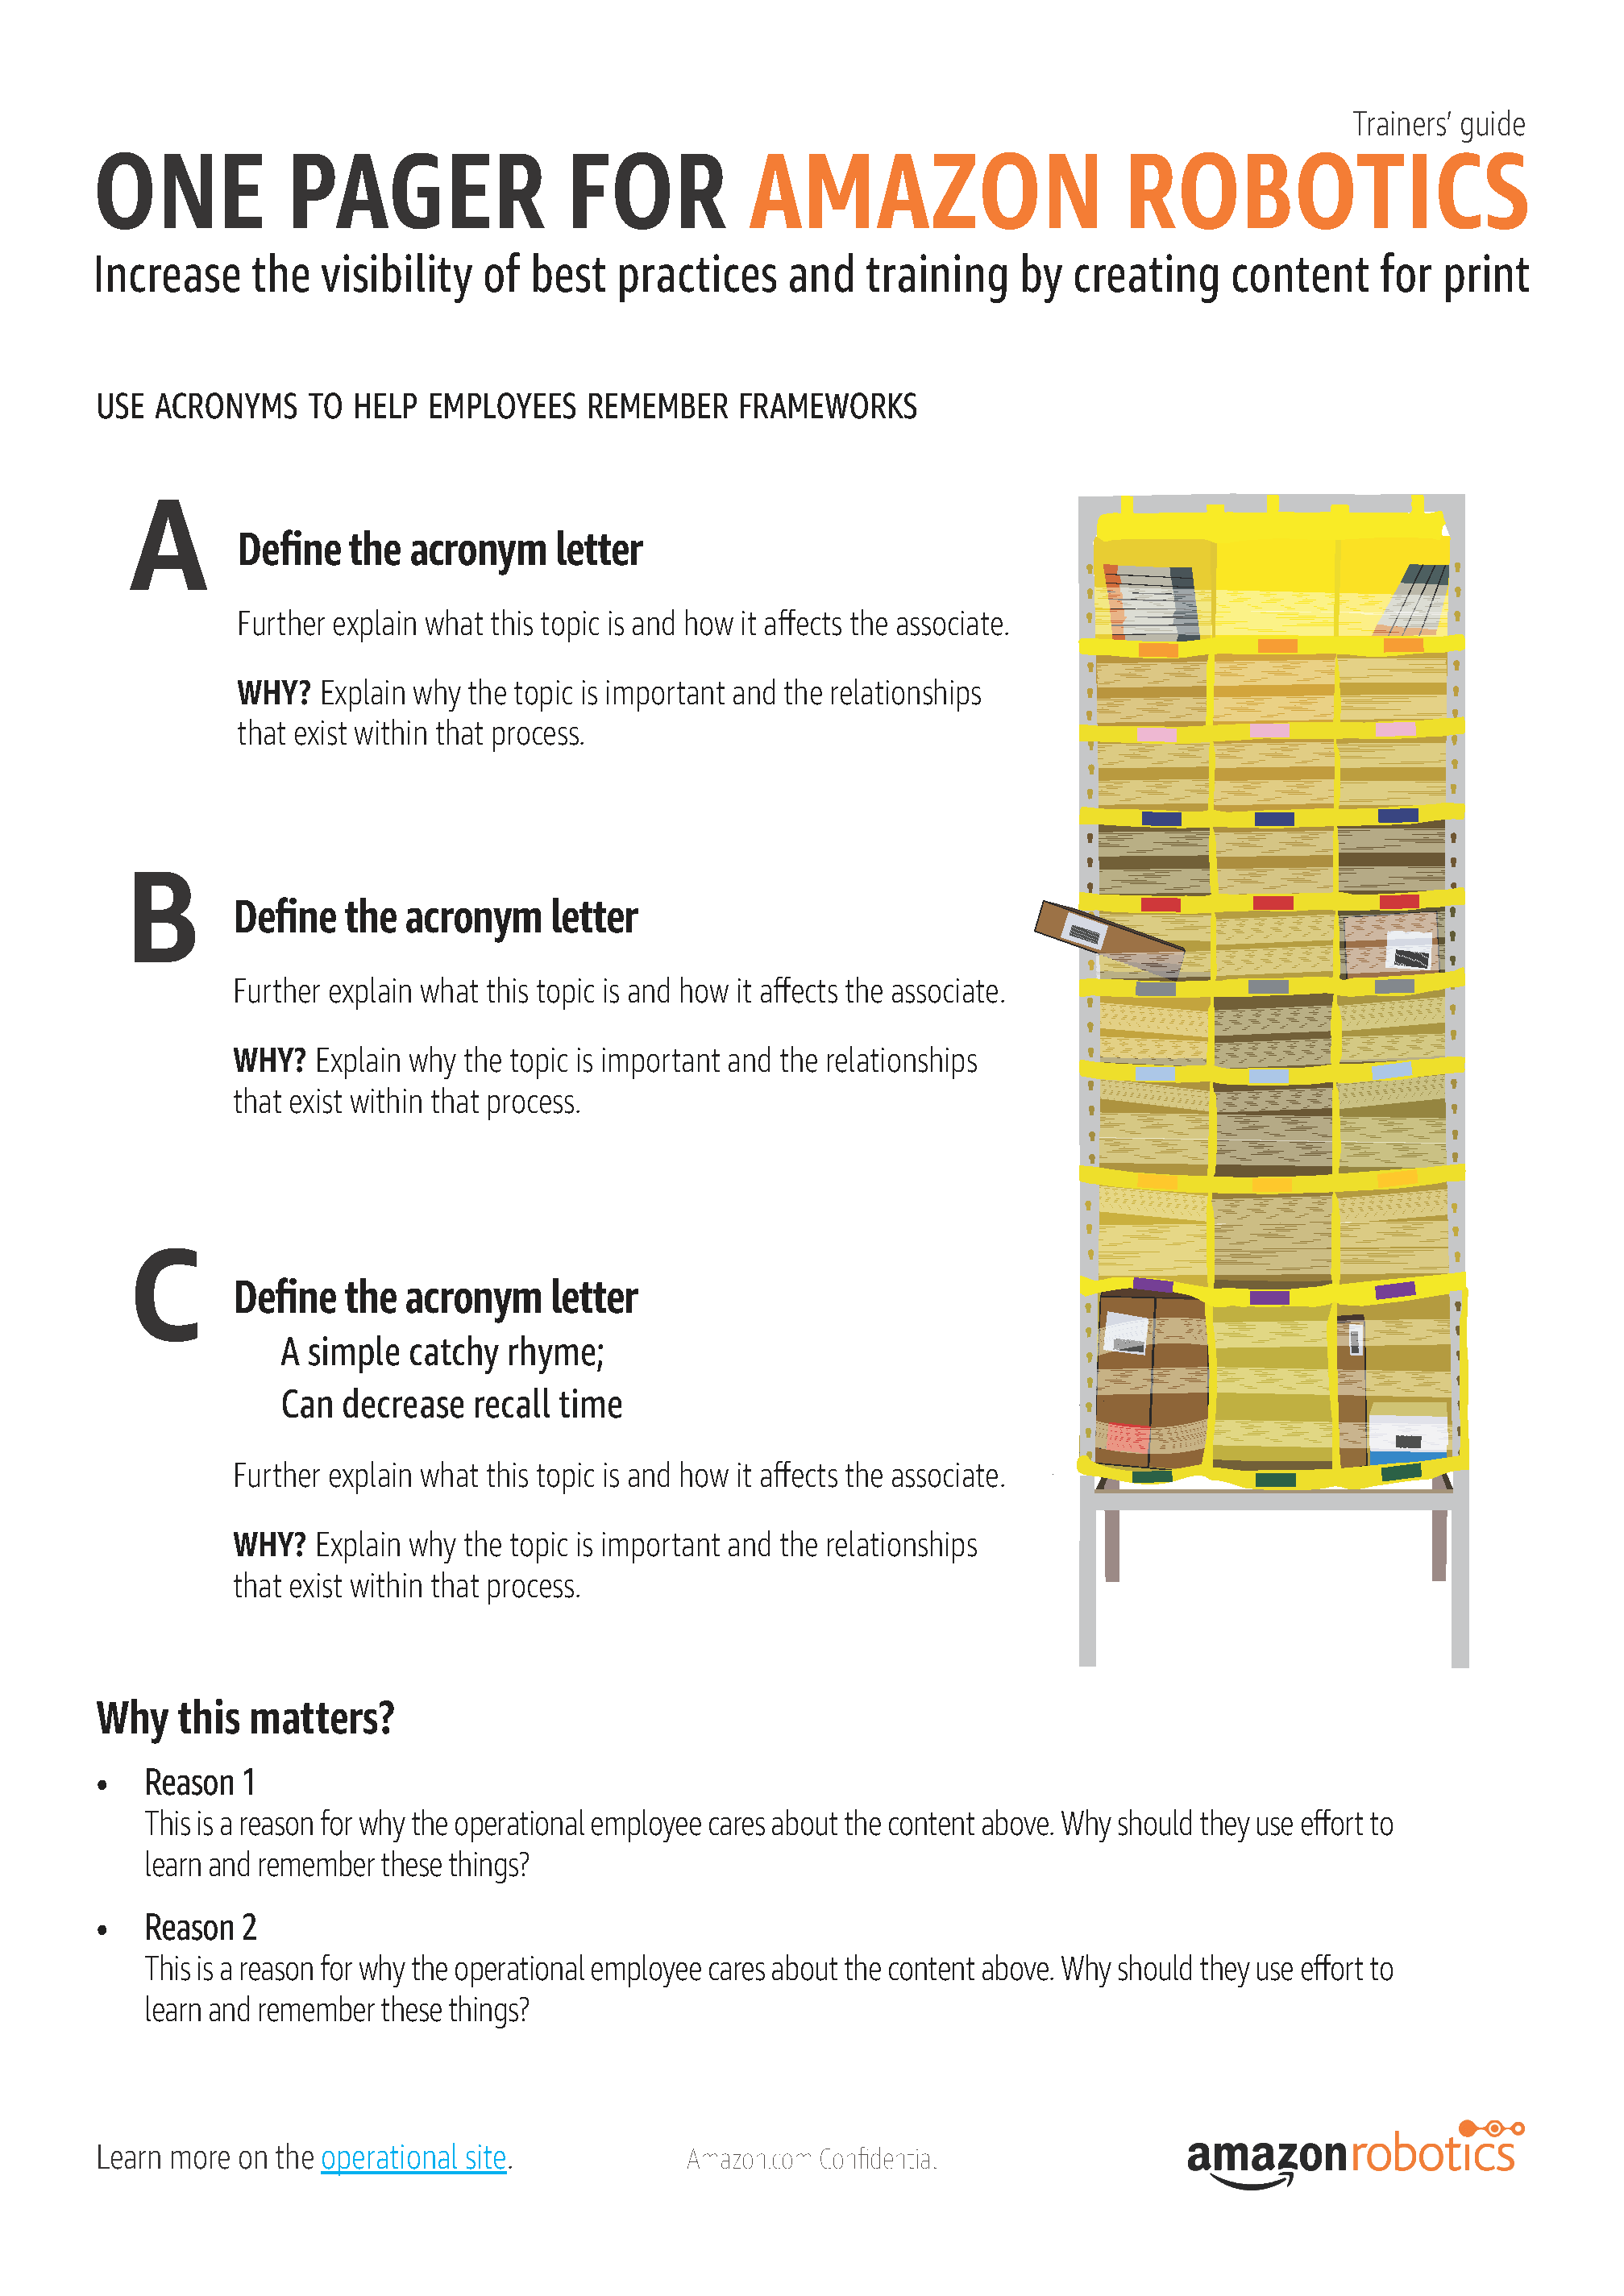 Trainers' guide
ONE PAGER FOR AMAZON ROBOTICS
Increase the visibility of best practices and training by creating content for print
USE ACRONYMS TO HELP EMPLOYEES REMEMBER FRAMEWORKS
A
Define the acronym letter
Further explain what this topic is and how it affects the associate.
WHY? Explain why the topic is important and the relationships
that exist within that process.
B
Define the acronym letter
Further explain what this topic is and how it affects the associate.
WHY? Explain why the topic is important and the relationships
that exist within that process.
C
Define the acronym letter
A simple catchy rhyme;
Can decrease recall time
Further explain what this topic is and how it affects the associate.
WHY? Explain why the topic is important and the relationships
that exist within that process.
Why this matters?
• Reason 1
This is a reason for why the operational employee cares about the content above. Why should they use effort to
learn and remember these things?
• Reason 2
This is a reason for why the operational employee cares about the content above. Why should they use effort to
learn and remember these things?
Learn more on the operational site.
Amazon.com Confidential
amazonrobotics